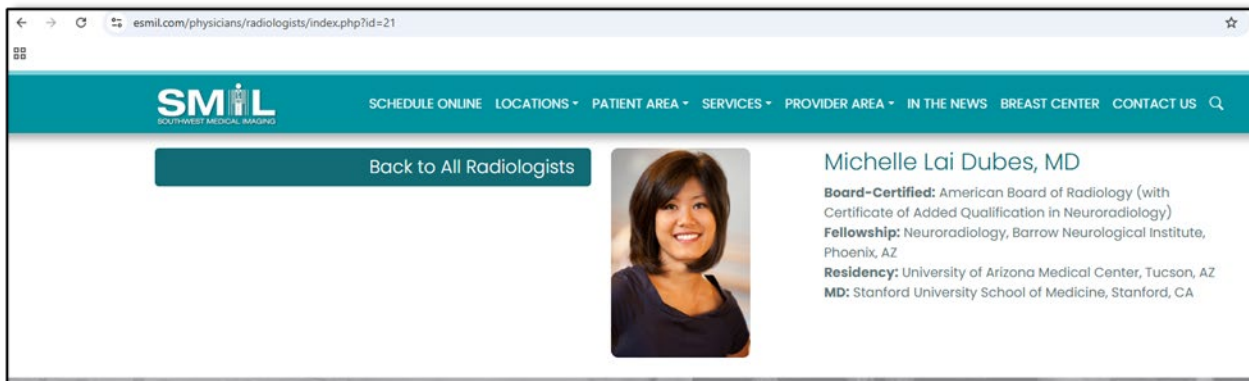 esmil.com/physicians/radiologists/index.php?id=21
SMIL
SOUTHWEST MEDICAL IMAGING
SCHEDULE ONLINE LOCATIONS PATIENT AREA SERVICES PROVIDER AREA IN THE NEWS BREAST CENTER CONTACT US
Back to All Radiologists
Michelle Lai Dubes, MD
Board-Certified: American Board of Radiology (with
Certificate of Added Qualification in Neuroradiology)
Fellowship: Neuroradiology, Barrow Neurological Institute,
Phoenix, AZ
Residency: University of Arizona Medical Center, Tucson, AZ
MD: Stanford University School of Medicine, Stanford, CA